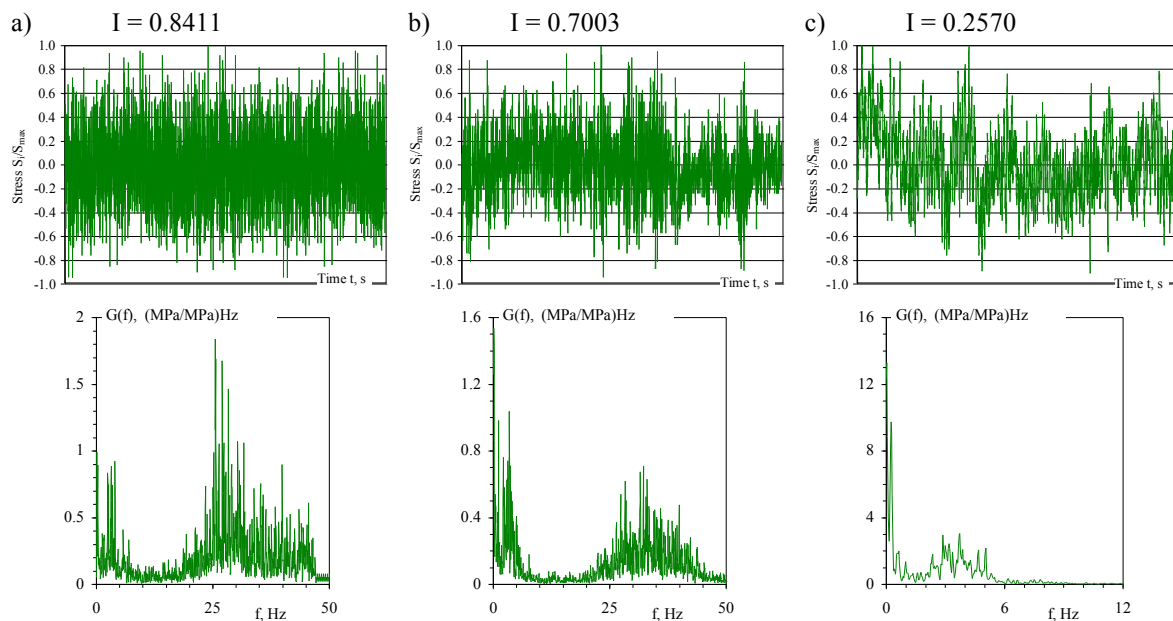 a) I = 0.8411
1.0
0.8
0.6
0.4
0.2
0.0
-0.2
-0.4
-0.6
-0.8
-1.0
Stress Si/Smax
Time t, s
G(f), (MPa/MPa)Hz
2
1.5
1
0.5
0
0 25 50
f, Hz
b) I = 0.7003
1.0
0.8
0.6
0.4
0.2
0.0
-0.2
-0.4
-0.6
-0.8
-1.0
Stress Si/Smax
Time t, s
G(f), (MPa/MPa)Hz
1.6
1.2
0.8
0.4
0
0 25 50
f, Hz
c) I = 0.2570
1.0
0.8
0.6
0.4
0.2
0.0
-0.2
-0.4
-0.6
-0.8
-1.0
Stress Si/Smax
Time t, s
G(f), (MPa/MPa)Hz
16
12
8
4
0
0 6 12
f, Hz